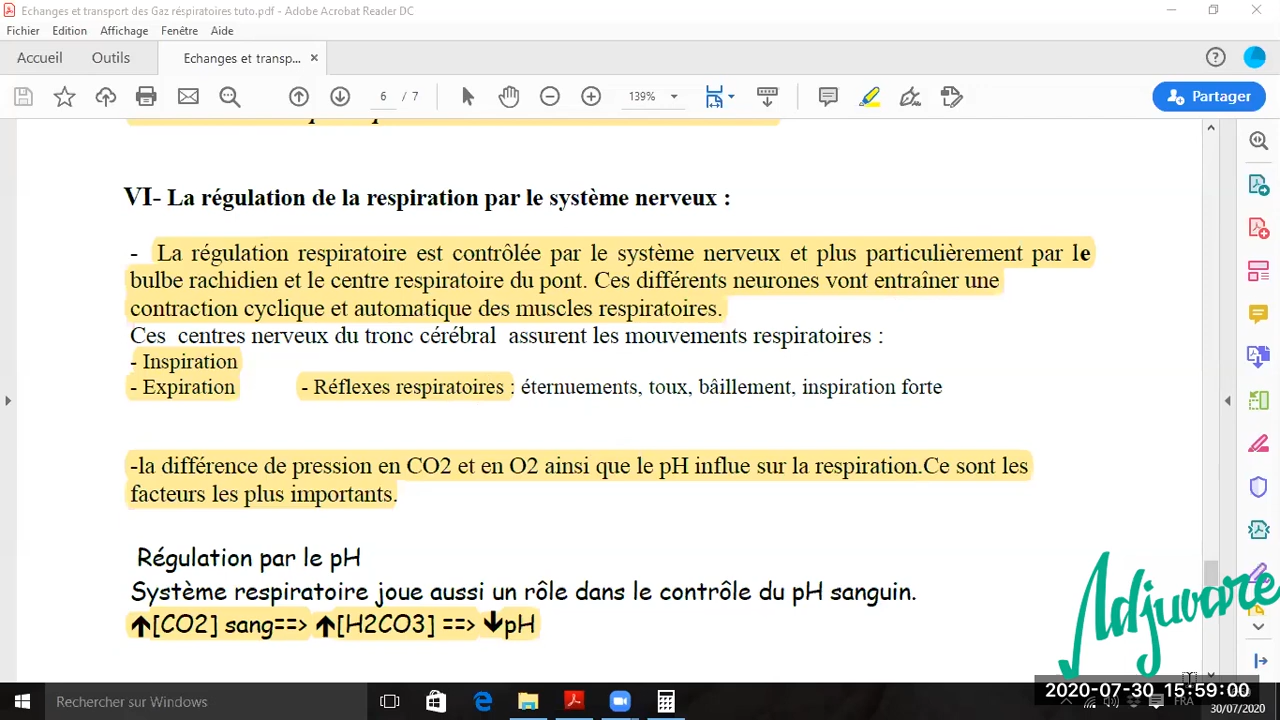 Echanges et transport des Gaz réspiratoires tuto.pdf - Adobe Acrobat Reader DC
Fichier Edition Affichage Fenêtre Aide
Accueil Outils Echanges et transp... ×
6 / 7 139% Partager
VI- La régulation de la respiration par le système nerveux :
- La régulation respiratoire est contrôlée par le système nerveux et plus particulièrement par le
bulbe rachidien et le centre respiratoire du pont. Ces différents neurones vont entraîner une
contraction cyclique et automatique des muscles respiratoires.
Ces centres nerveux du tronc cérébral assurent les mouvements respiratoires :
- Inspiration
- Expiration - Réflexes respiratoires : éternuements, toux, bâillement, inspiration forte
-la différence de pression en CO2 et en O2 ainsi que le pH influe sur la respiration.Ce sont les
facteurs les plus importants.
Régulation par le pH
Système respiratoire joue aussi un rôle dans le contrôle du pH sanguin.
↑[CO2] sang==> ↑[H2CO3] ==> ↓pH
Adjuvare
2020-07-30 15:59:00
Rechercher sur Windows
FRA
30/07/2020